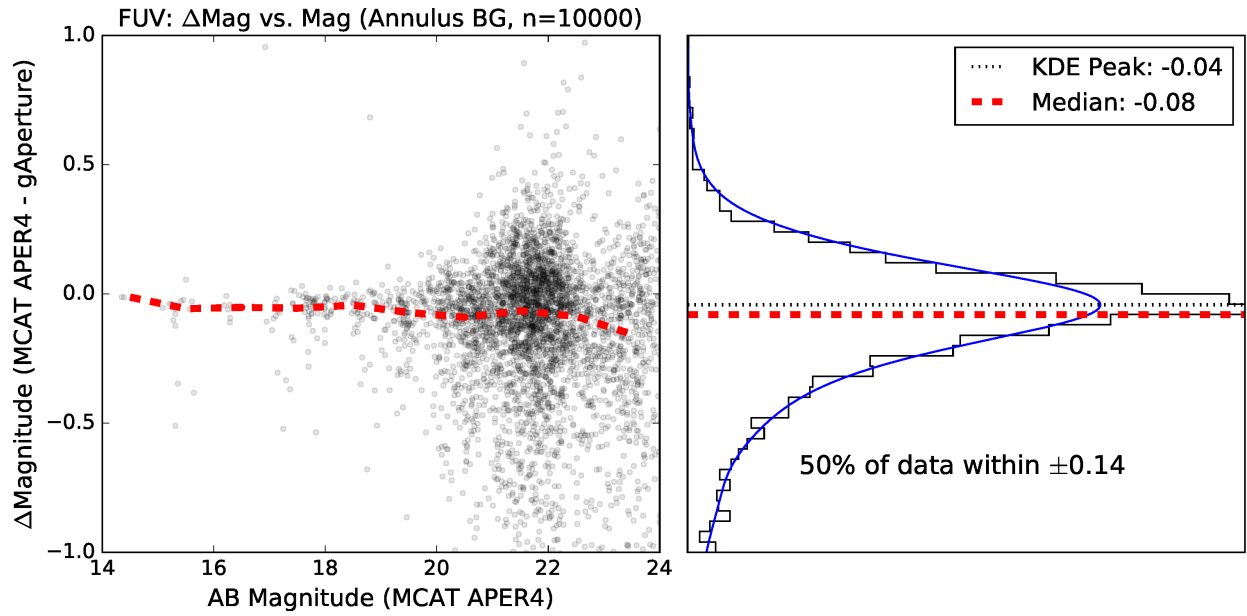 FUV: ΔMag vs. Mag (Annulus BG, n=10000)
ΔMagnitude (MCAT APER4 - gAperture)
1.0
0.5
0.0
−0.5
−1.0
14 16 18 20 22 24
AB Magnitude (MCAT APER4)
KDE Peak: -0.04
Median: -0.08
50% of data within ±0.14